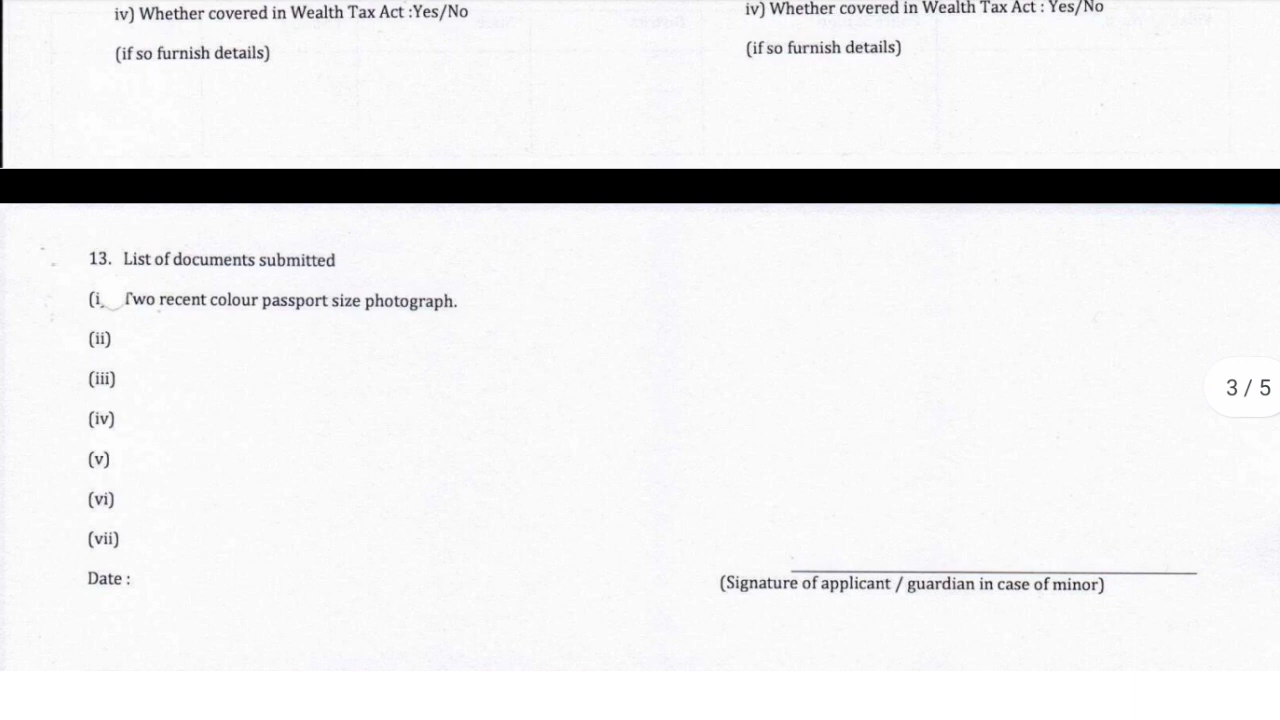 iv) Whether covered in Wealth Tax Act :Yes/No
(if so furnish details)
iv) Whether covered in Wealth Tax Act : Yes/No
(if so furnish details)
13. List of documents submitted
(i Two recent colour passport size photograph.
(ii)
(iii)
(iv)
(v)
(vi)
(vii)
3 / 5
Date :
(Signature of applicant / guardian in case of minor)